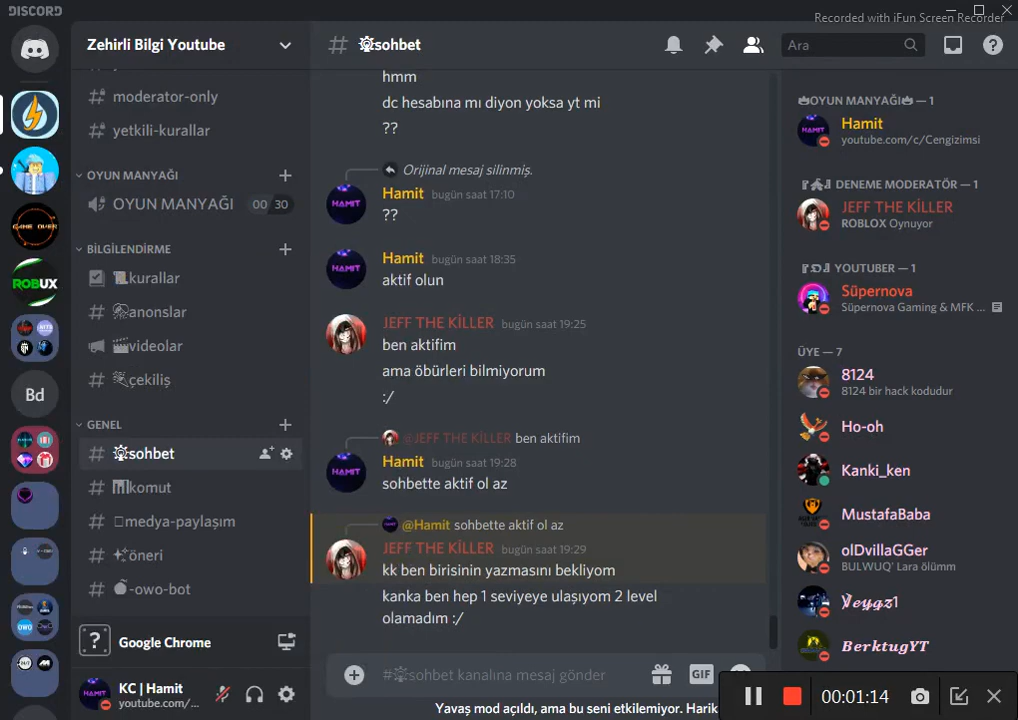 DISCORD
Recorded with iFun Screen Recorder
Zehirli Bilgi Youtube
moderator-only
yetkili-kurallar
OYUN MANYAĞI
OYUN MANYAĞI 00 30
BİLGİLENDİRME
kurallar
anonslar
videolar
çekiliş
GENEL
sohbet
komut
medya-paylaşım
öneri
-owo-bot
Google Chrome
KC | Hamit
youtube.com/...
Bd
ROBUX
GAME OVER
sohbet
Ara
hmm
dc hesabına mı diyon yoksa yt mi
??
Orijinal mesaj silinmiş.
Hamit bugün saat 17:10
??
Hamit bugün saat 18:35
aktif olun
JEFF THE KİLLER bugün saat 19:25
ben aktifim
ama öbürleri bilmiyorum
:/
@JEFF THE KİLLER ben aktifim
Hamit bugün saat 19:28
sohbette aktif ol az
@Hamit sohbette aktif ol az
JEFF THE KİLLER bugün saat 19:29
kk ben birisinin yazmasını bekliyom
kanka ben hep 1 seviyeye ulaşıyom 2 level
olamadım :/
#sohbet kanalına mesaj gönder
GIF
Yavaş mod açıldı, ama bu seni etkilemiyor. Harik
OYUN MANYAĞI — 1
Hamit
youtube.com/c/Cengizimsi
DENEME MODERATÖR — 1
JEFF THE KİLLER
ROBLOX Oynuyor
YOUTUBER — 1
Süpernova
Süpernova Gaming & MFK ...
ÜYE — 7
8124
8124 bir hack kodudur
Ho-oh
Kanki_ken
MustafaBaba
olDvillaGGer
BULWUQ' Lara ölümm
Veygz1
BerktugYT
00:01:14